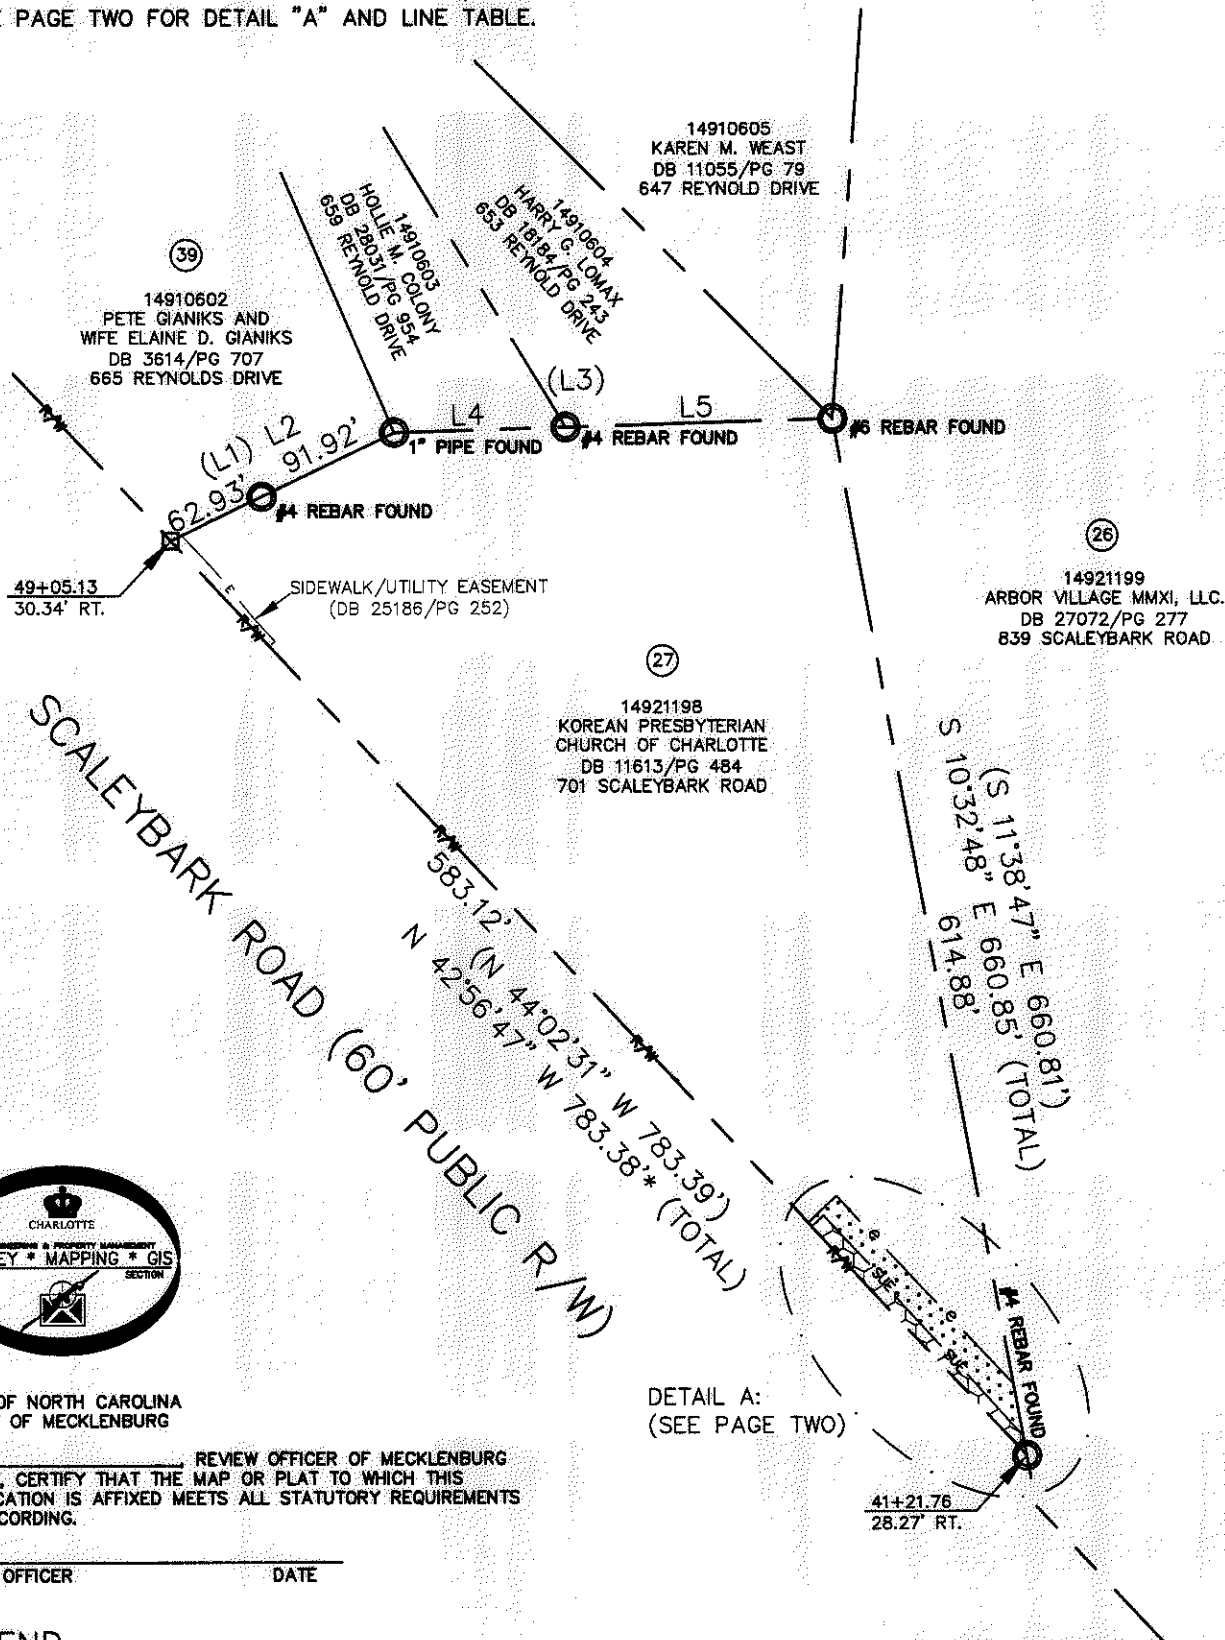 PAGE TWO FOR DETAIL "A" AND LINE TABLE.
14910605
KAREN M. WEAST
DB 11055/PG 79
647 REYNOLD DRIVE
14910604
HARRY G. LOMAX
DB 18184/PG 243
653 REYNOLD DRIVE
14910603
HOLLIE M. COLONY
DB 28031/PG 954
659 REYNOLD DRIVE
39
14910602
PETE GIANIKS AND
WIFE ELAINE D. GIANIKS
DB 3614/PG 707
665 REYNOLDS DRIVE
R/W
(L3)
L4
L5
1" PIPE FOUND
#4 REBAR FOUND
#6 REBAR FOUND
(L1) L2
62.93' 91.92'
#4 REBAR FOUND
49+05.13
30.34' RT.
E
SIDEWALK/UTILITY EASEMENT
(DB 25186/PG 252)
R/W
26
14921199
ARBOR VILLAGE MMXI, LLC.
DB 27072/PG 277
839 SCALEYBARK ROAD
27
14921198
KOREAN PRESBYTERIAN
CHURCH OF CHARLOTTE
DB 11613/PG 484
701 SCALEYBARK ROAD
SCALEYBARK ROAD (60' PUBLIC R/W)
R/W
583.12'
(N 44°02'31" W 783.39')
N 42°56'47" W 783.38'* (TOTAL)
R/W
(S 11°38'47" E 660.81')
S 10°32'48" E 660.85' (TOTAL)
614.88'
CHARLOTTE
& PROPERTY MANAGEMENT
EY * MAPPING * GIS
SECTION
e
SUE
R/W
e
SUE
#4 REBAR FOUND
DETAIL A:
(SEE PAGE TWO)
41+21.76
28.27' RT.
OF NORTH CAROLINA
OF MECKLENBURG
, REVIEW OFFICER OF MECKLENBURG
, CERTIFY THAT THE MAP OR PLAT TO WHICH THIS
CATION IS AFFIXED MEETS ALL STATUTORY REQUIREMENTS
CORDING.
OFFICER DATE